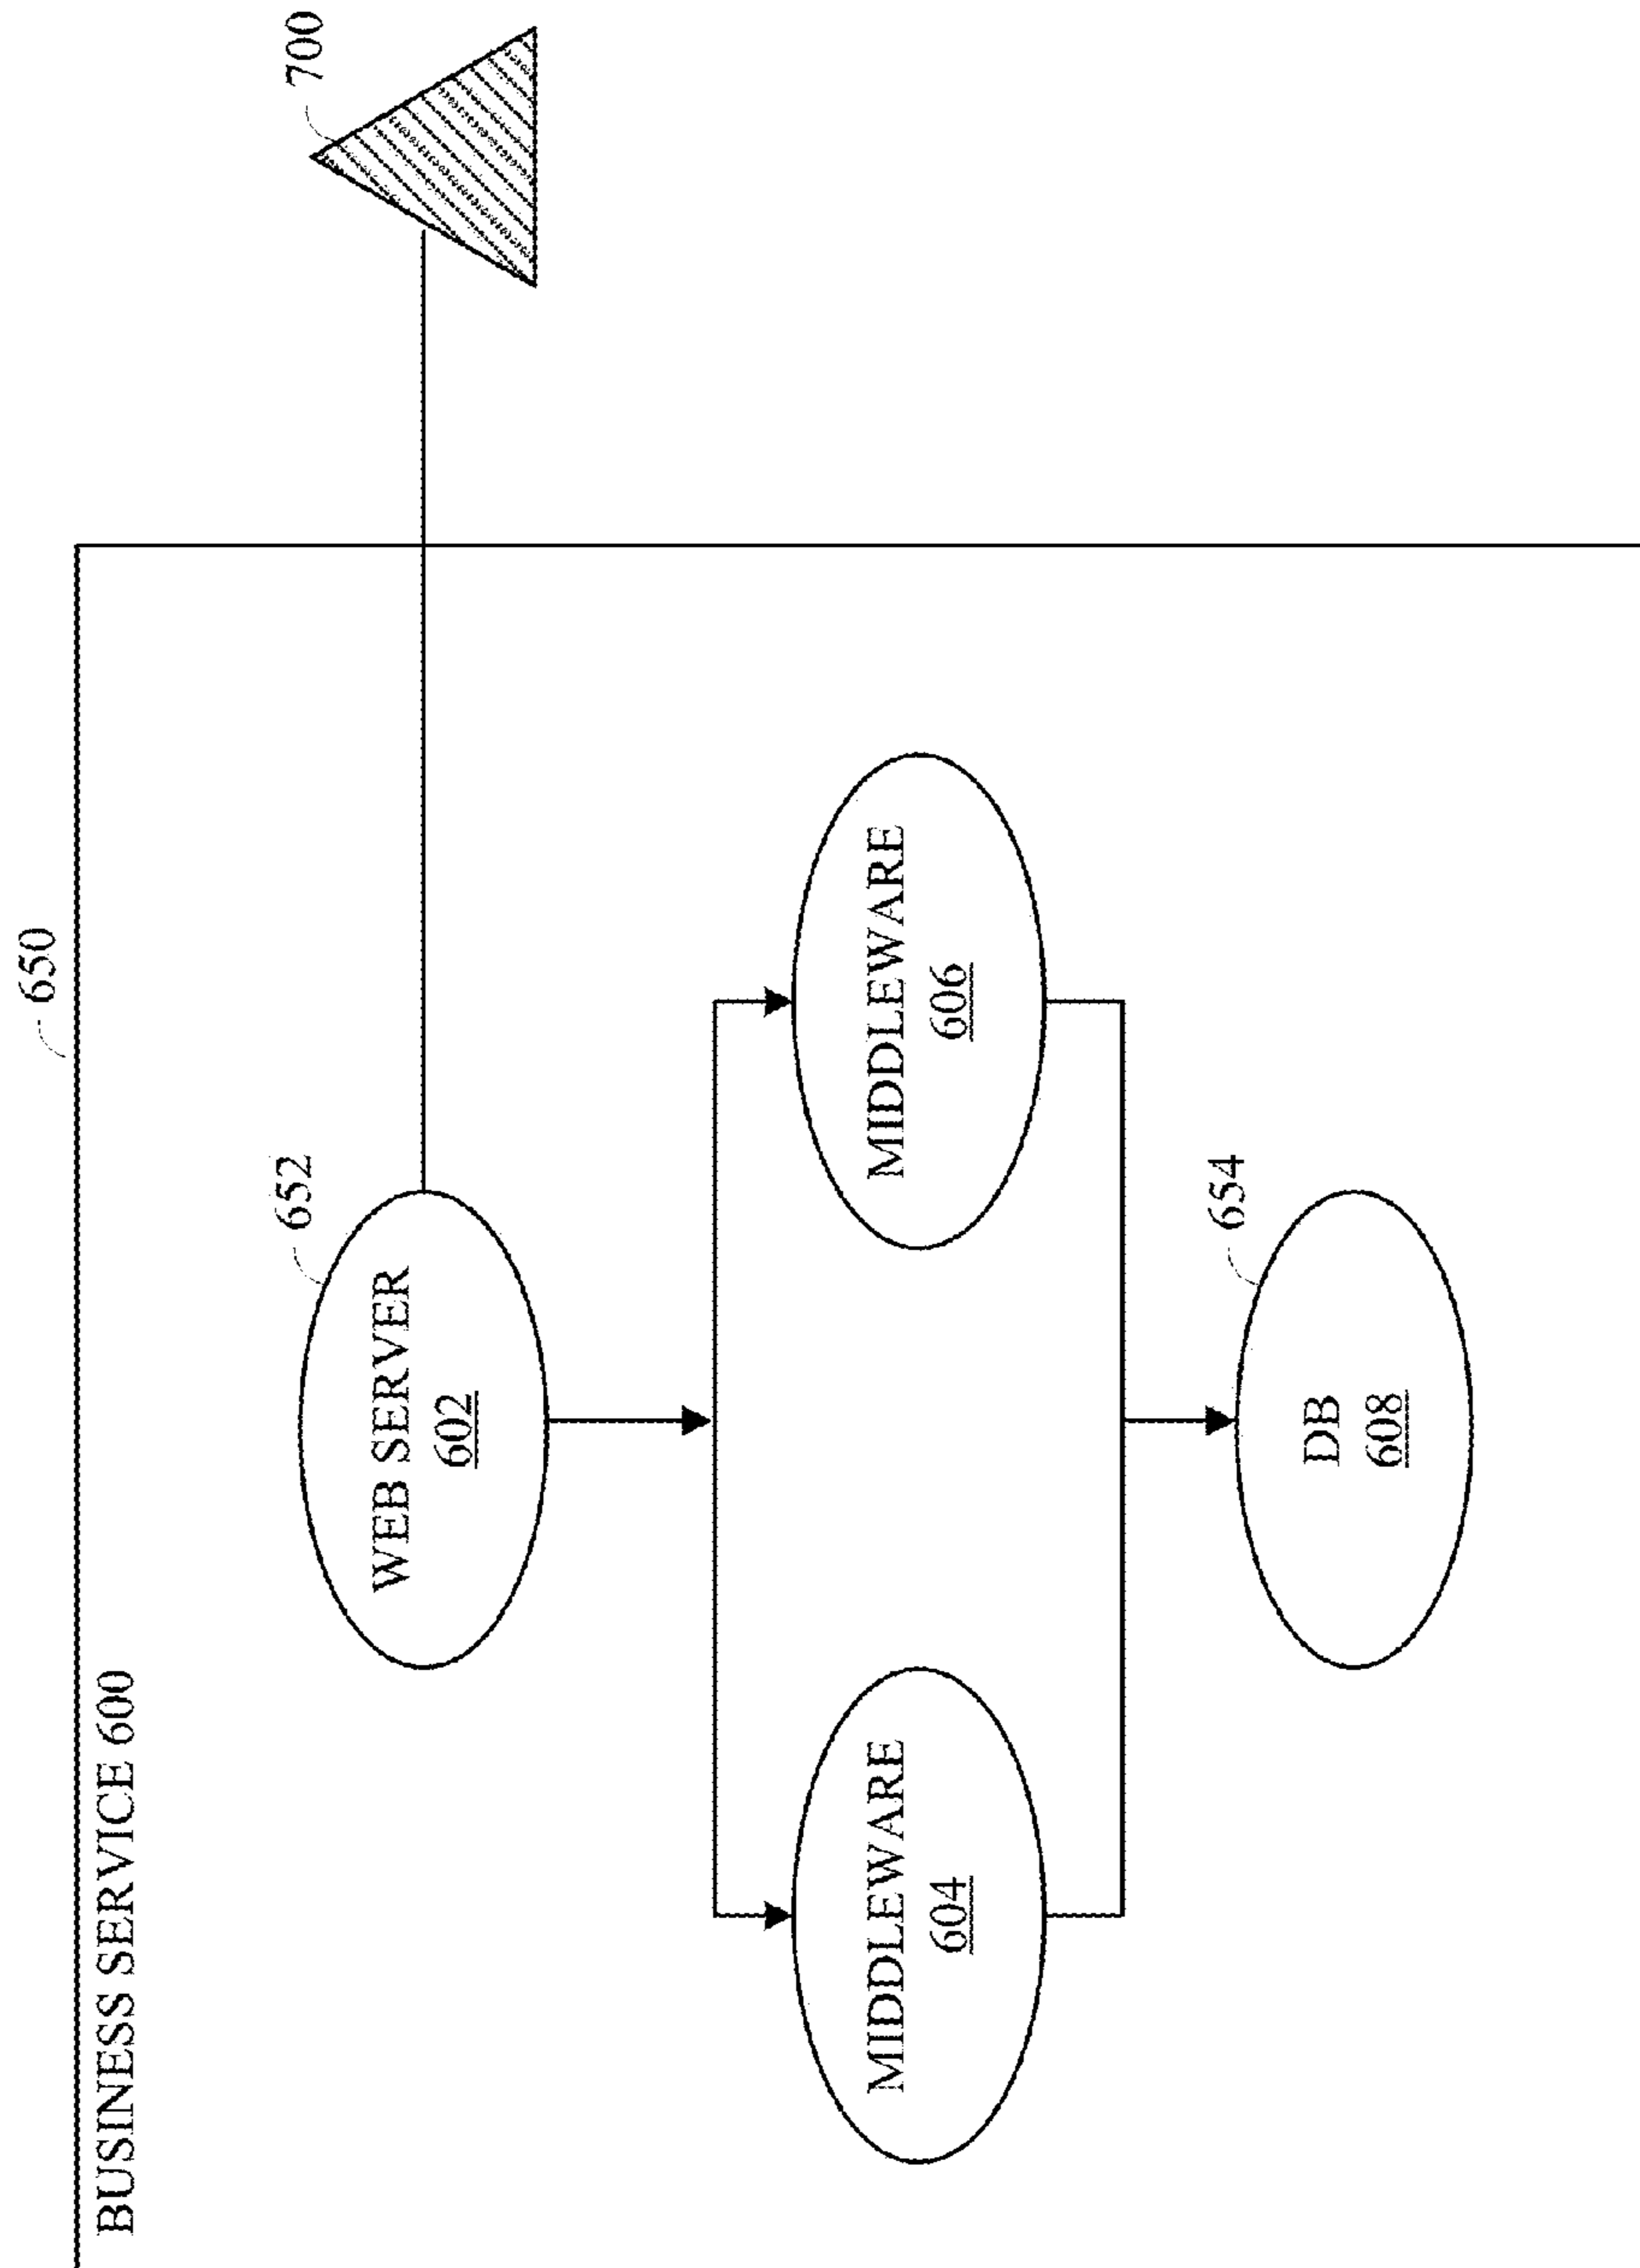 650
BUSINESS SERVICE 600
700
652
WEB SERVER
602
MIDDLEWARE
604
MIDDLEWARE
606
654
DB
608